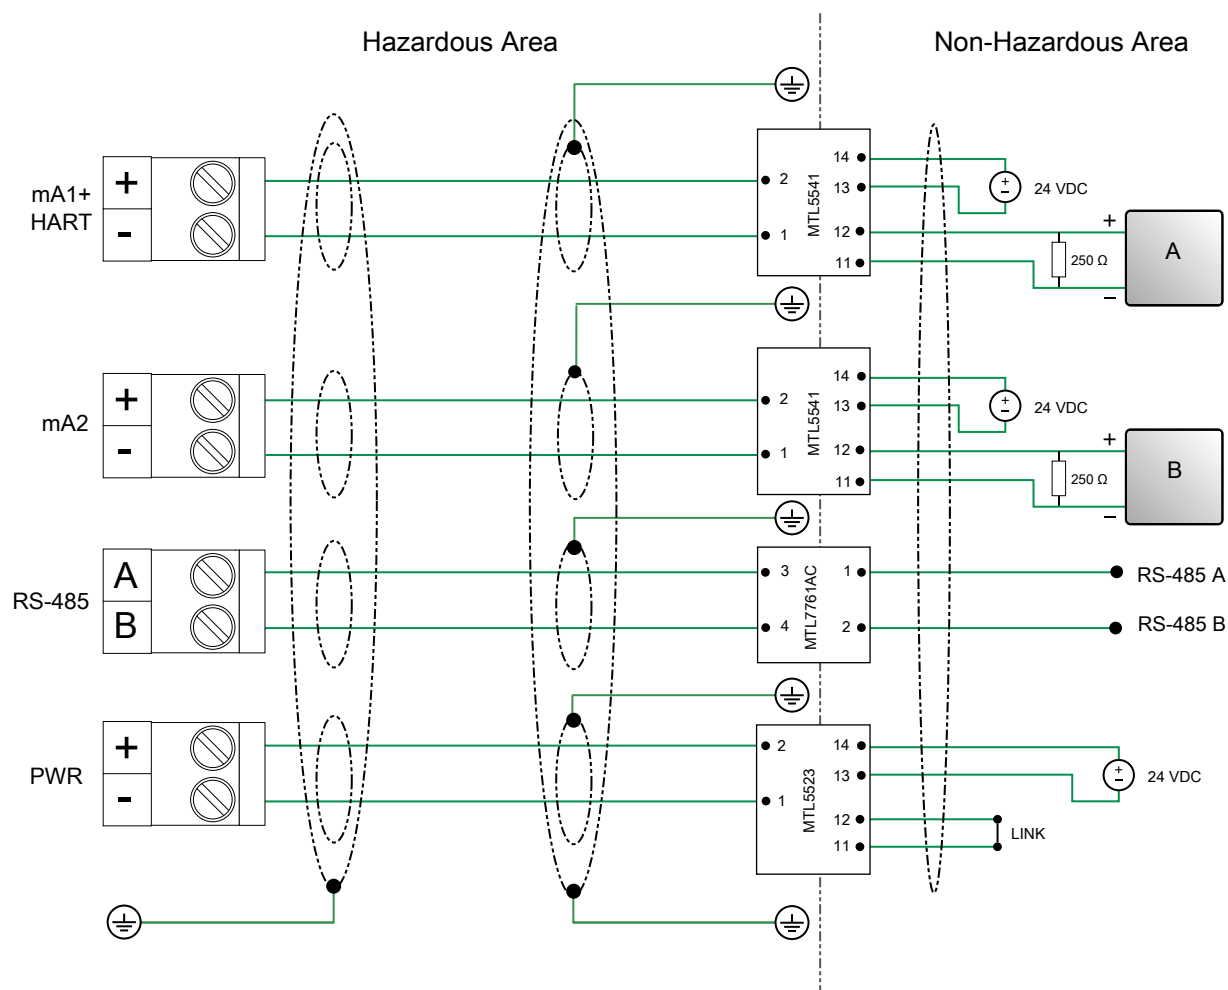 Hazardous Area
Non-Hazardous Area
mA1+
HART
+
-
2
1
MTL5541
14
13
12
11
+
−
24 VDC
250 Ω
+
−
A
mA2
+
-
2
1
MTL5541
14
13
12
11
+
−
24 VDC
250 Ω
+
−
B
RS-485
A
B
3
4
MTL7761AC
1
2
RS-485 A
RS-485 B
PWR
+
-
2
1
MTL5523
14
13
12
11
+
−
24 VDC
LINK